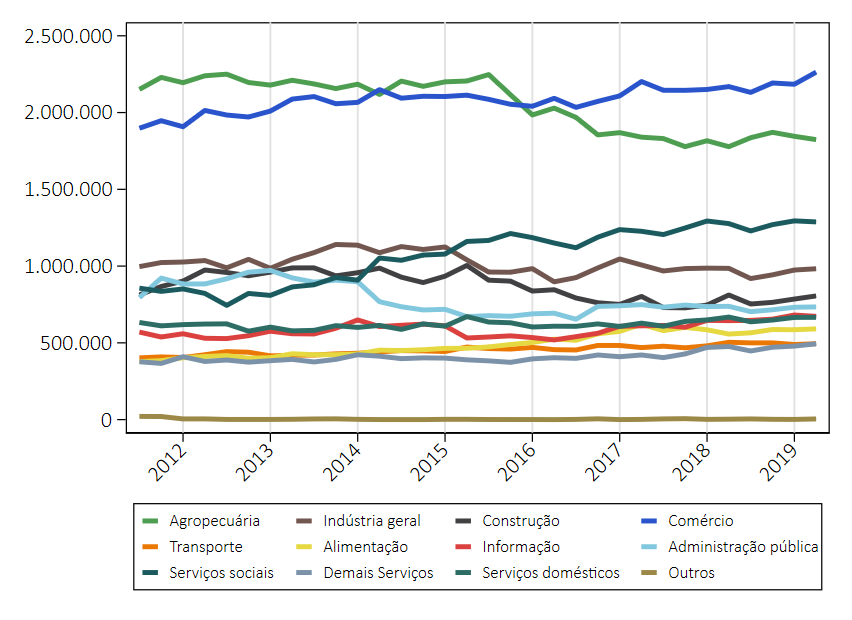 2.500.000
2.000.000
1.500.000
1.000.000
500.000
0
2012 2013 2014 2015 2016 2017 2018 2019
Agropecuária Indústria geral Construção Comércio
Transporte Alimentação Informação Administração pública
Serviços sociais Demais Serviços Serviços domésticos Outros